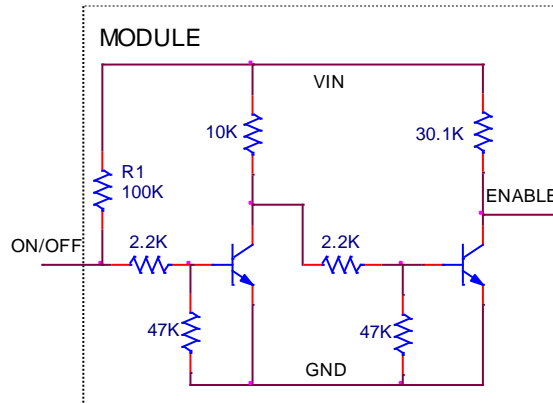 MODULE
VIN
10K
30.1K
R1
100K
ENABLE
ON/OFF
2.2K
2.2K
47K
47K
GND